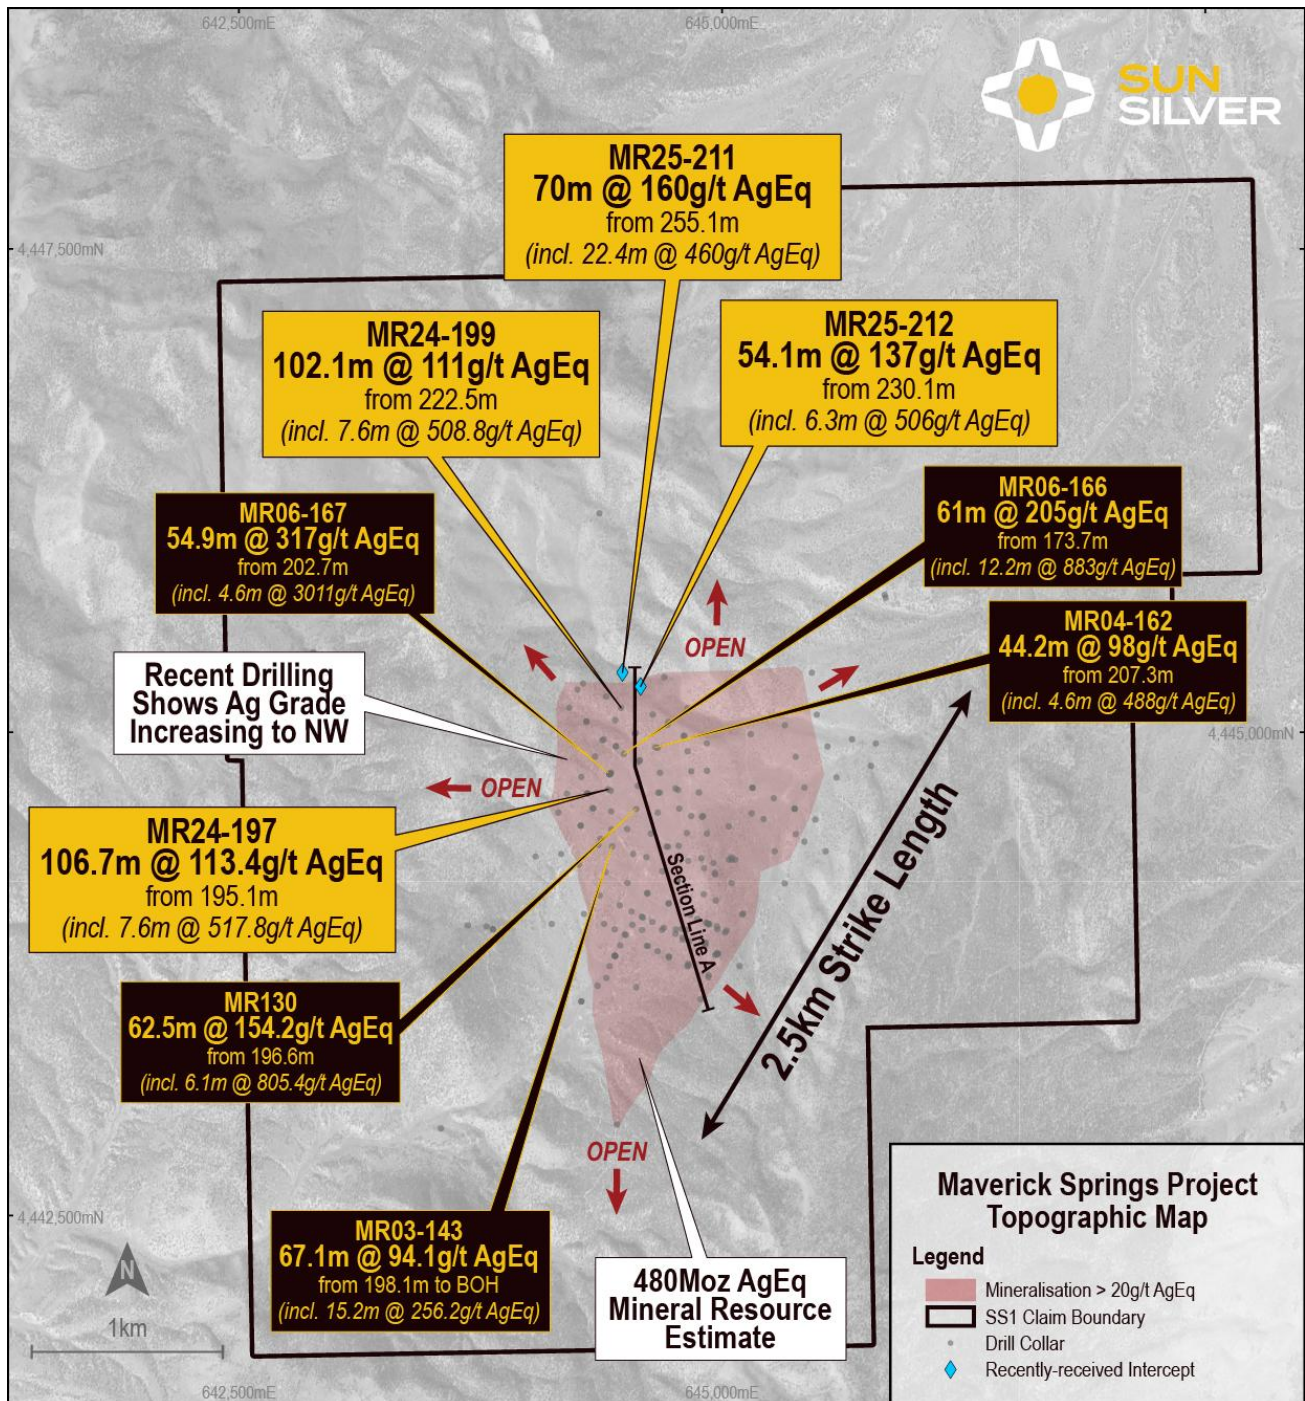 642,500mE
645,000mE
SUN
SILVER
MR25-211
70m @ 160g/t AgEq
from 255.1m
(incl. 22.4m @ 460g/t AgEq)
4,447,500mN
MR24-199
102.1m @ 111g/t AgEq
from 222.5m
(incl. 7.6m @ 508.8g/t AgEq)
MR25-212
54.1m @ 137g/t AgEq
from 230.1m
(incl. 6.3m @ 506g/t AgEq)
MR06-167
54.9m @ 317g/t AgEq
from 202.7m
(incl. 4.6m @ 3011g/t AgEq)
MR06-166
61m @ 205g/t AgEq
from 173.7m
(incl. 12.2m @ 883g/t AgEq)
OPEN
MR04-162
44.2m @ 98g/t AgEq
from 207.3m
(incl. 4.6m @ 488g/t AgEq)
Recent Drilling
Shows Ag Grade
Increasing to NW
4,445,000mN
OPEN
MR24-197
106.7m @ 113.4g/t AgEq
from 195.1m
(incl. 7.6m @ 517.8g/t AgEq)
Section Line A
2.5km Strike Length
MR130
62.5m @ 154.2g/t AgEq
from 196.6m
(incl. 6.1m @ 805.4g/t AgEq)
OPEN
4,442,500mN
MR03-143
67.1m @ 94.1g/t AgEq
from 198.1m to BOH
(incl. 15.2m @ 256.2g/t AgEq)
480Moz AgEq
Mineral Resource
Estimate
N
1km
Maverick Springs Project
Topographic Map
Legend
Mineralisation > 20g/t AgEq
SS1 Claim Boundary
Drill Collar
Recently-received Intercept
642,500mE
645,000mE